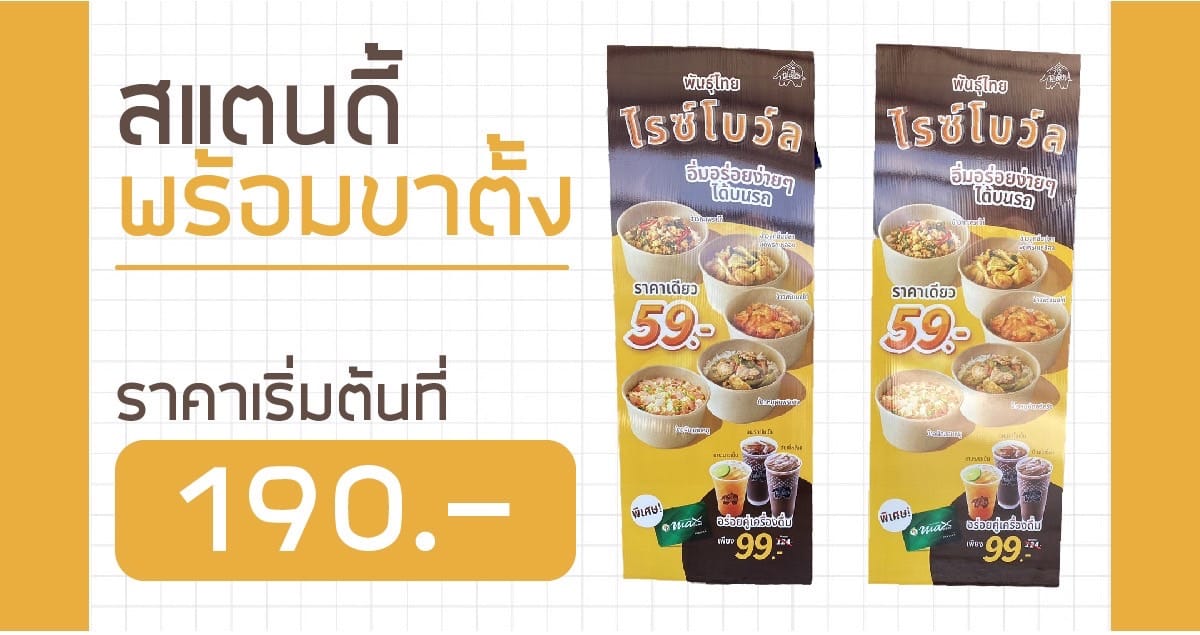 สแตนดี้
พร้อมขาตั้ง
ราคาเริ่มต้นที่
190.-
พันธุ์ไทย
ไรซ์โบว์ล
อิ่มอร่อยง่ายๆ
ได้บนรถ
ราคาเดียว
59.-
พิเศษ!
max
อร่อยคู่เครื่องดื่ม
เพียง 99.-
124.-
พันธุ์ไทย
ไรซ์โบว์ล
อิ่มอร่อยง่ายๆ
ได้บนรถ
ราคาเดียว
59.-
พิเศษ!
max
อร่อยคู่เครื่องดื่ม
เพียง 99.-
124.-